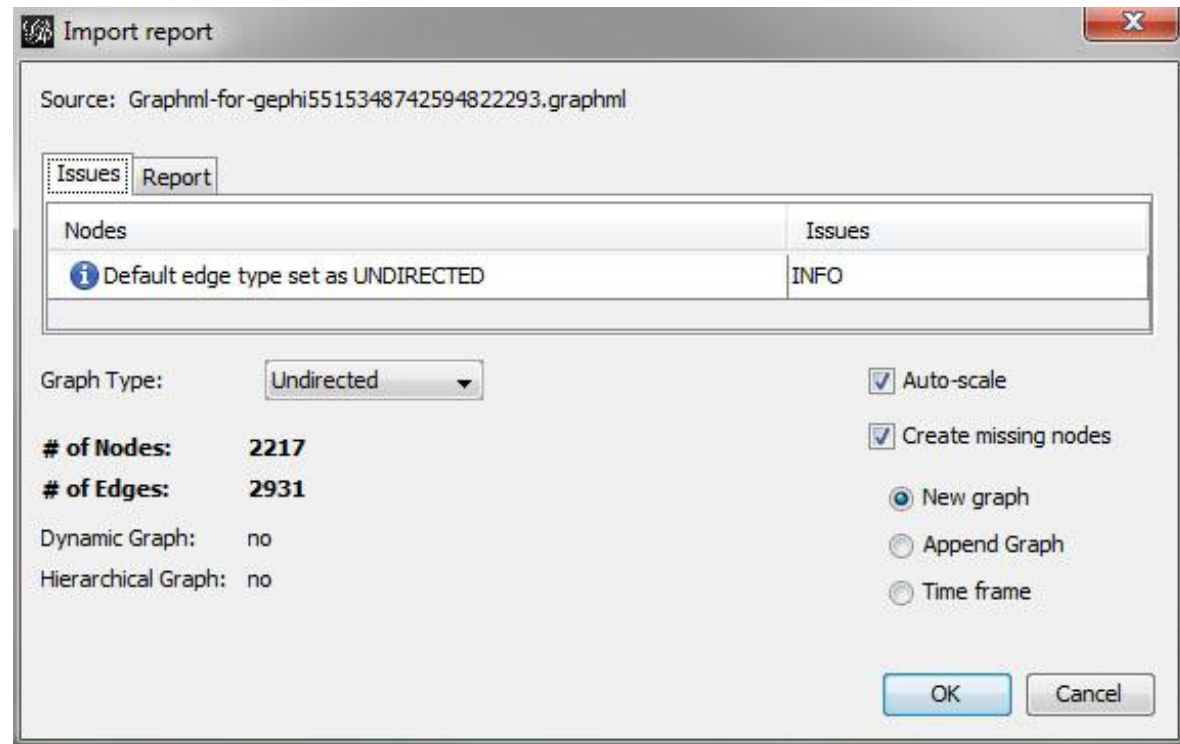 Import report
Source: Graphml-for-gephi5515348742594822293.graphml
Issues Report
Nodes Issues
Default edge type set as UNDIRECTED INFO
Graph Type: Undirected Auto-scale
Create missing nodes
# of Nodes: 2217
# of Edges: 2931
New graph
Dynamic Graph: no Append Graph
Hierarchical Graph: no Time frame
OK Cancel